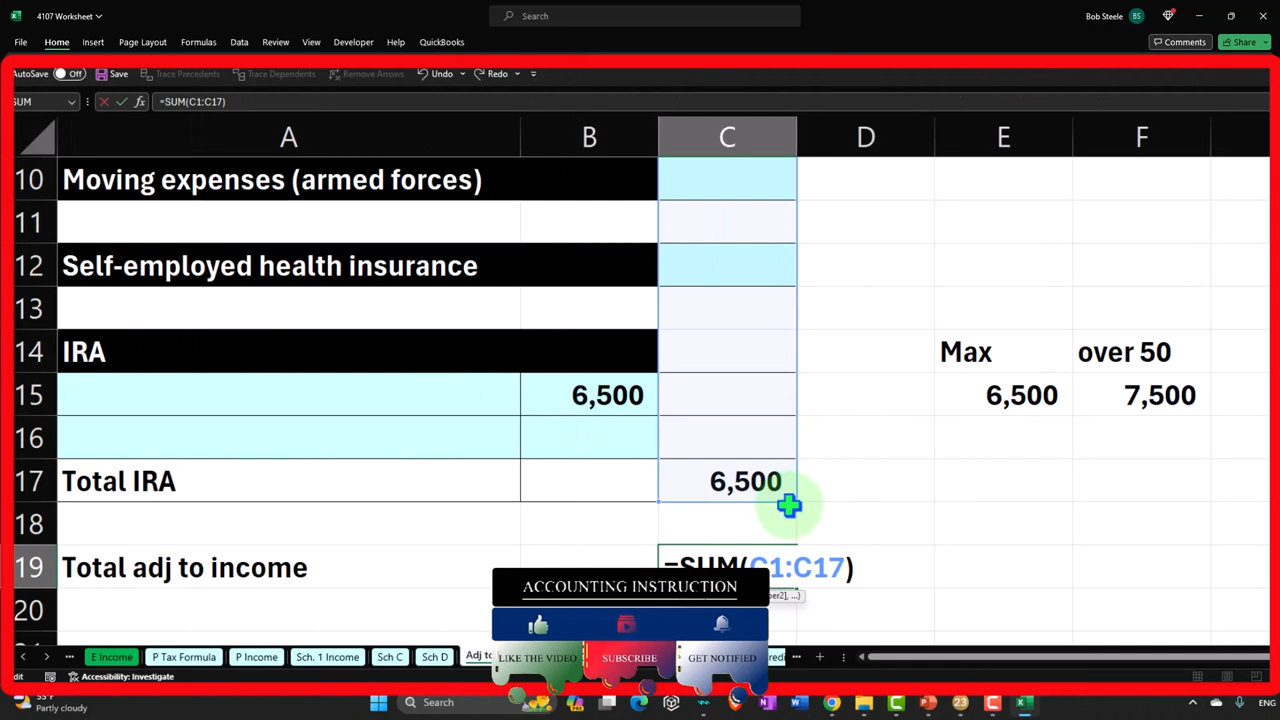 4107 Worksheet
Search
Bob Steele BS
File Home Insert Page Layout Formulas Data Review View Developer Help QuickBooks Comments Share
AutoSave Off Save Trace Precedents Trace Dependents Remove Arrows Undo Redo
SUM =SUM(C1:C17)
A B C D E F
10 Moving expenses (armed forces)
11
12 Self-employed health insurance
13
14 IRA Max over 50
15 6,500 6,500 7,500
16
17 Total IRA 6,500
18
19 Total adj to income =SUM(C1:C17)
ACCOUNTING INSTRUCTION
20
LIKE THE VIDEO SUBSCRIBE GET NOTIFIED
E Income P Tax Formula P Income Sch. 1 Income Sch C Sch D Adj to
Accessibility: Investigate
Partly cloudy
Search
ENG